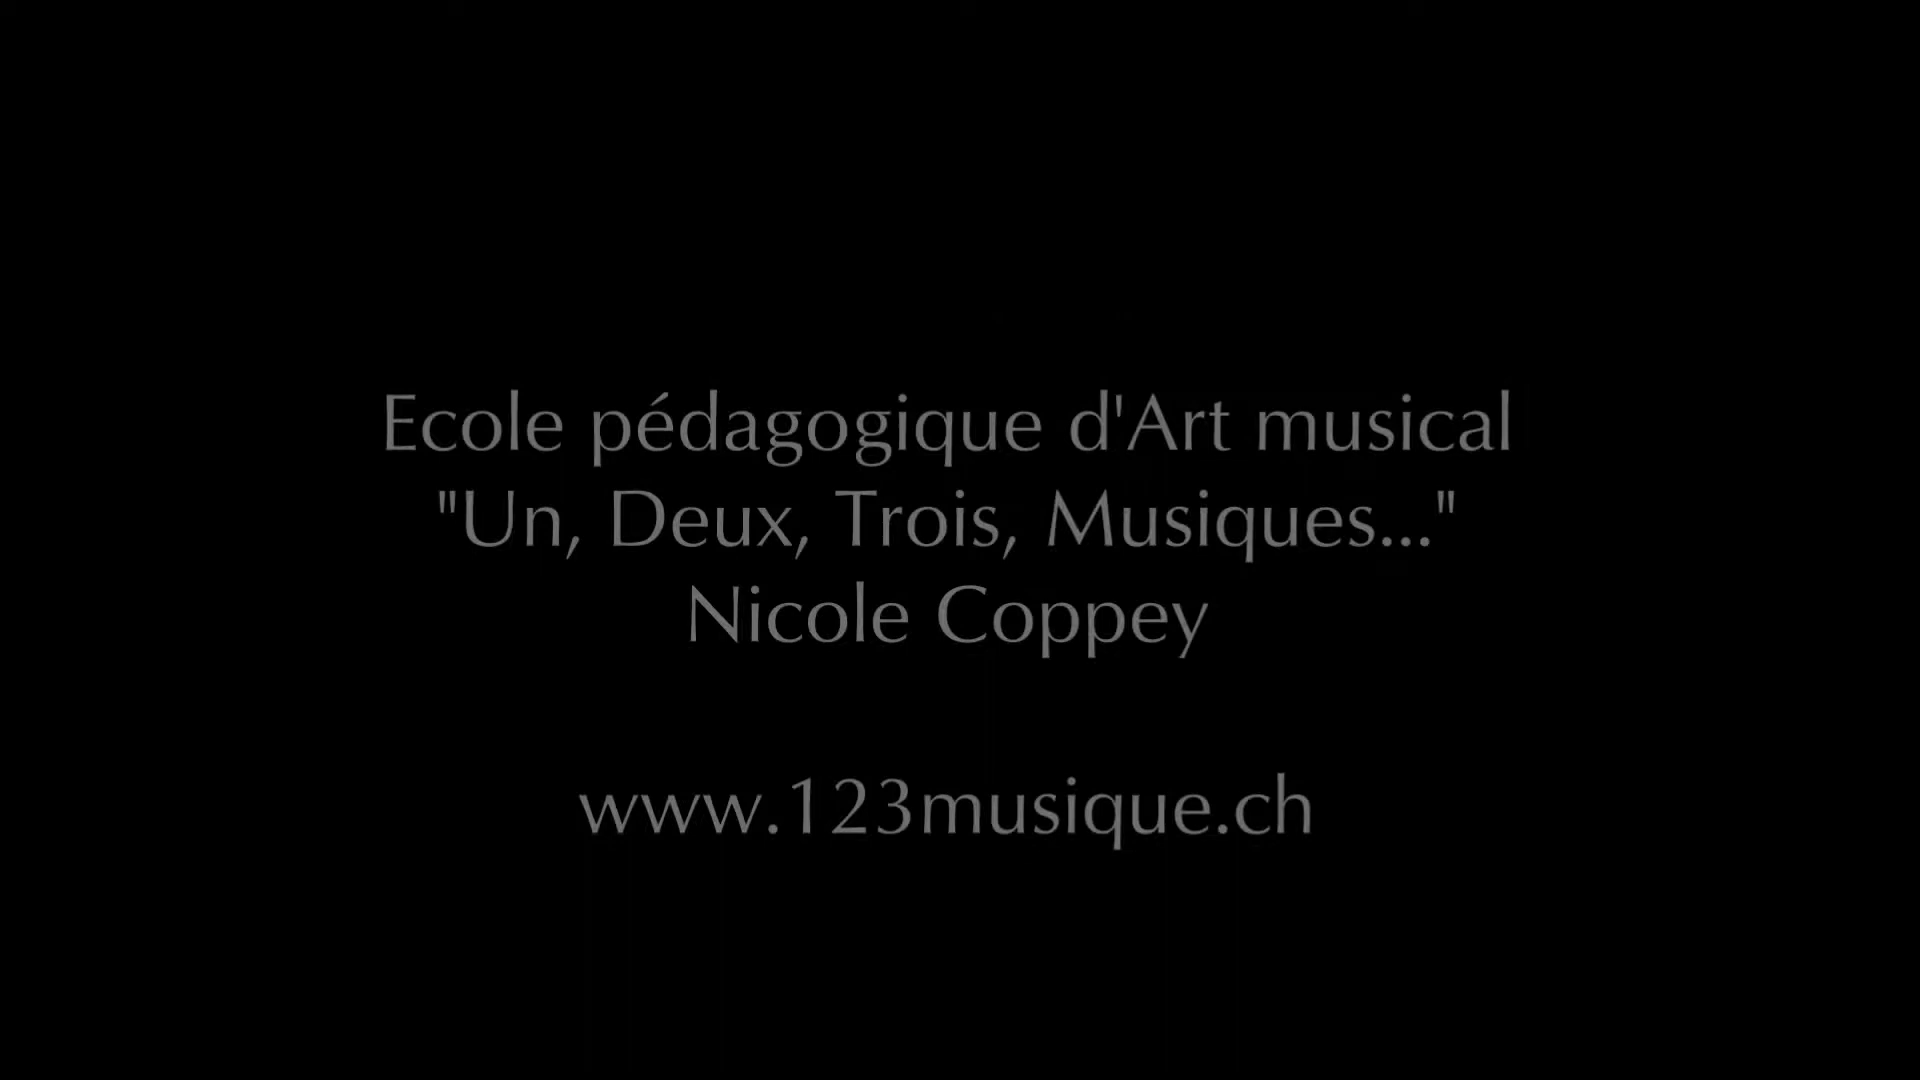 Ecole pédagogique d'Art musical
"Un, Deux, Trois, Musiques..."
Nicole Coppey
www.123musique.ch